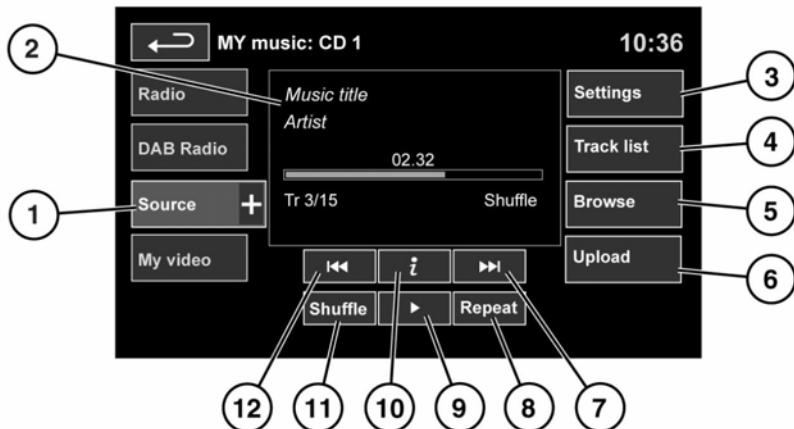 MY music: CD 1
10:36
2
Radio
Music title
Settings
3
Artist
DAB Radio
02.32
Track list
4
1
Source +
Tr 3/15
Shuffle
Browse
5
My video
i
Upload
6
Shuffle
Repeat
12
11
10
9
8
7